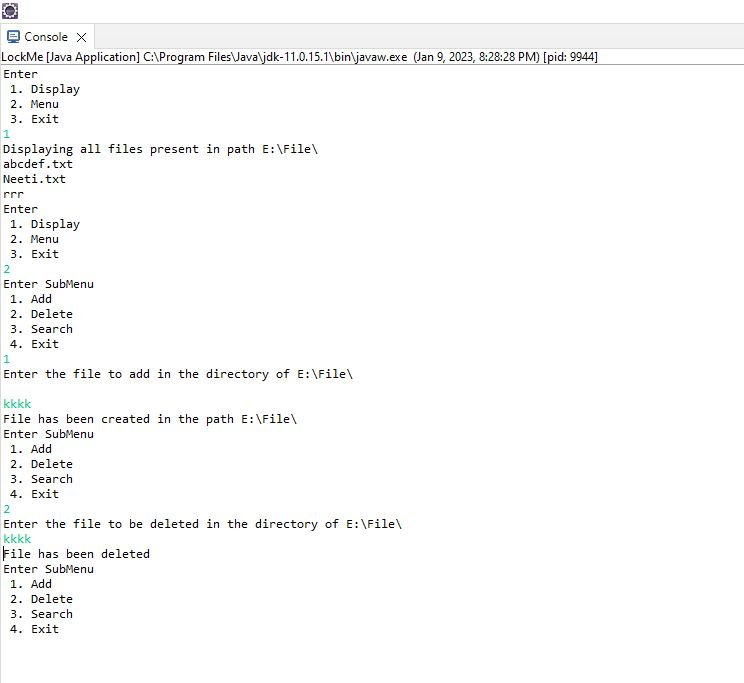 Console
LockMe [Java Application] C:\Program Files\Java\jdk-11.0.15.1\bin\javaw.exe (Jan 9, 2023, 8:28:28 PM) [pid: 9944]
Enter
 1. Display
 2. Menu
 3. Exit
1
Displaying all files present in path E:\File\
abcdef.txt
Neeti.txt
rrr
Enter
 1. Display
 2. Menu
 3. Exit
2
Enter SubMenu
 1. Add
 2. Delete
 3. Search
 4. Exit
1
Enter the file to add in the directory of E:\File\
kkkk
File has been created in the path E:\File\
Enter SubMenu
 1. Add
 2. Delete
 3. Search
 4. Exit
2
Enter the file to be deleted in the directory of E:\File\
kkkk
File has been deleted
Enter SubMenu
 1. Add
 2. Delete
 3. Search
 4. Exit